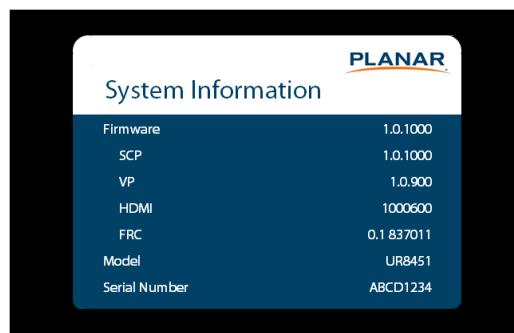 PLANAR
System Information
Firmware 1.0.1000
SCP 1.0.1000
VP 1.0.900
HDMI 1000600
FRC 0.1 837011
Model UR8451
Serial Number ABCD1234